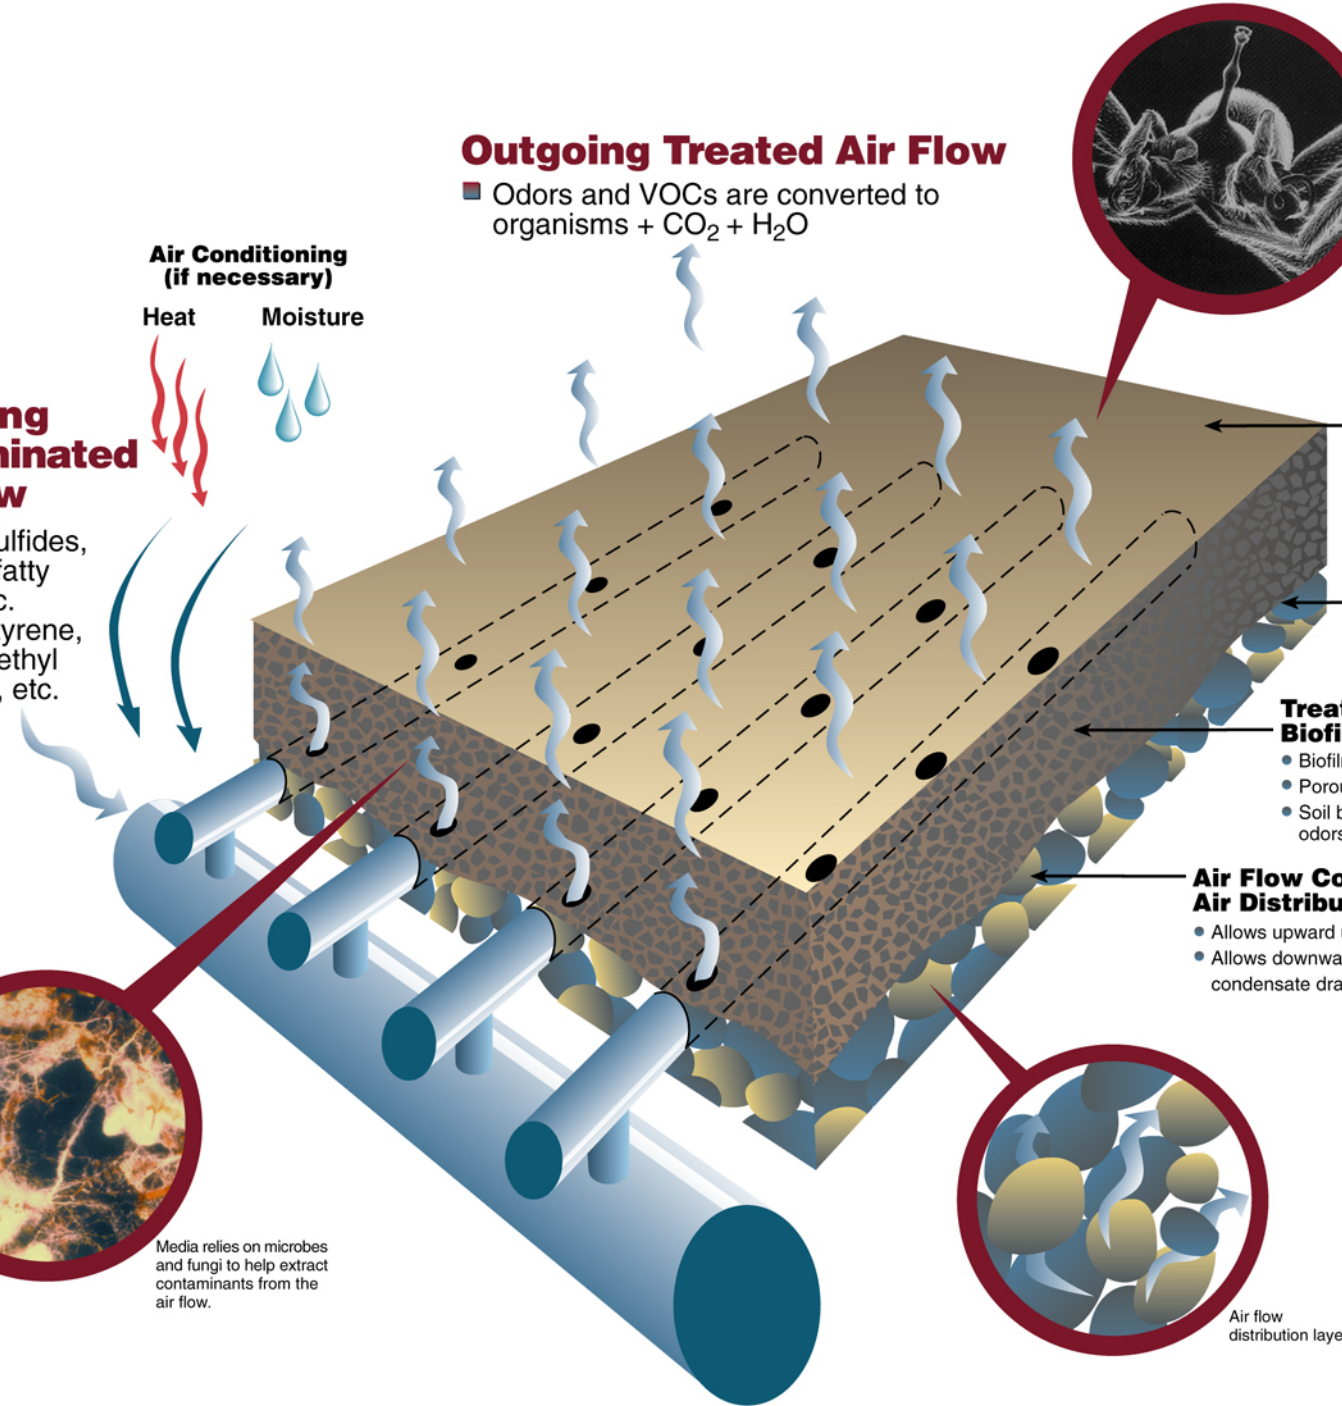 Outgoing Treated Air Flow
Odors and VOCs are converted to
organisms + CO₂ + H₂O
Air Conditioning
(if necessary)
Heat Moisture
ng
minated
w
ulfides,
fatty
c.
tyrene,
ethyl
, etc.
Treat
Biofi
Biofil
Porou
Soil b
odors
Air Flow Co
Air Distribu
Allows upward
Allows downwa
condensate dra
Media relies on microbes
and fungi to help extract
contaminants from the
air flow.
Air flow
distribution laye